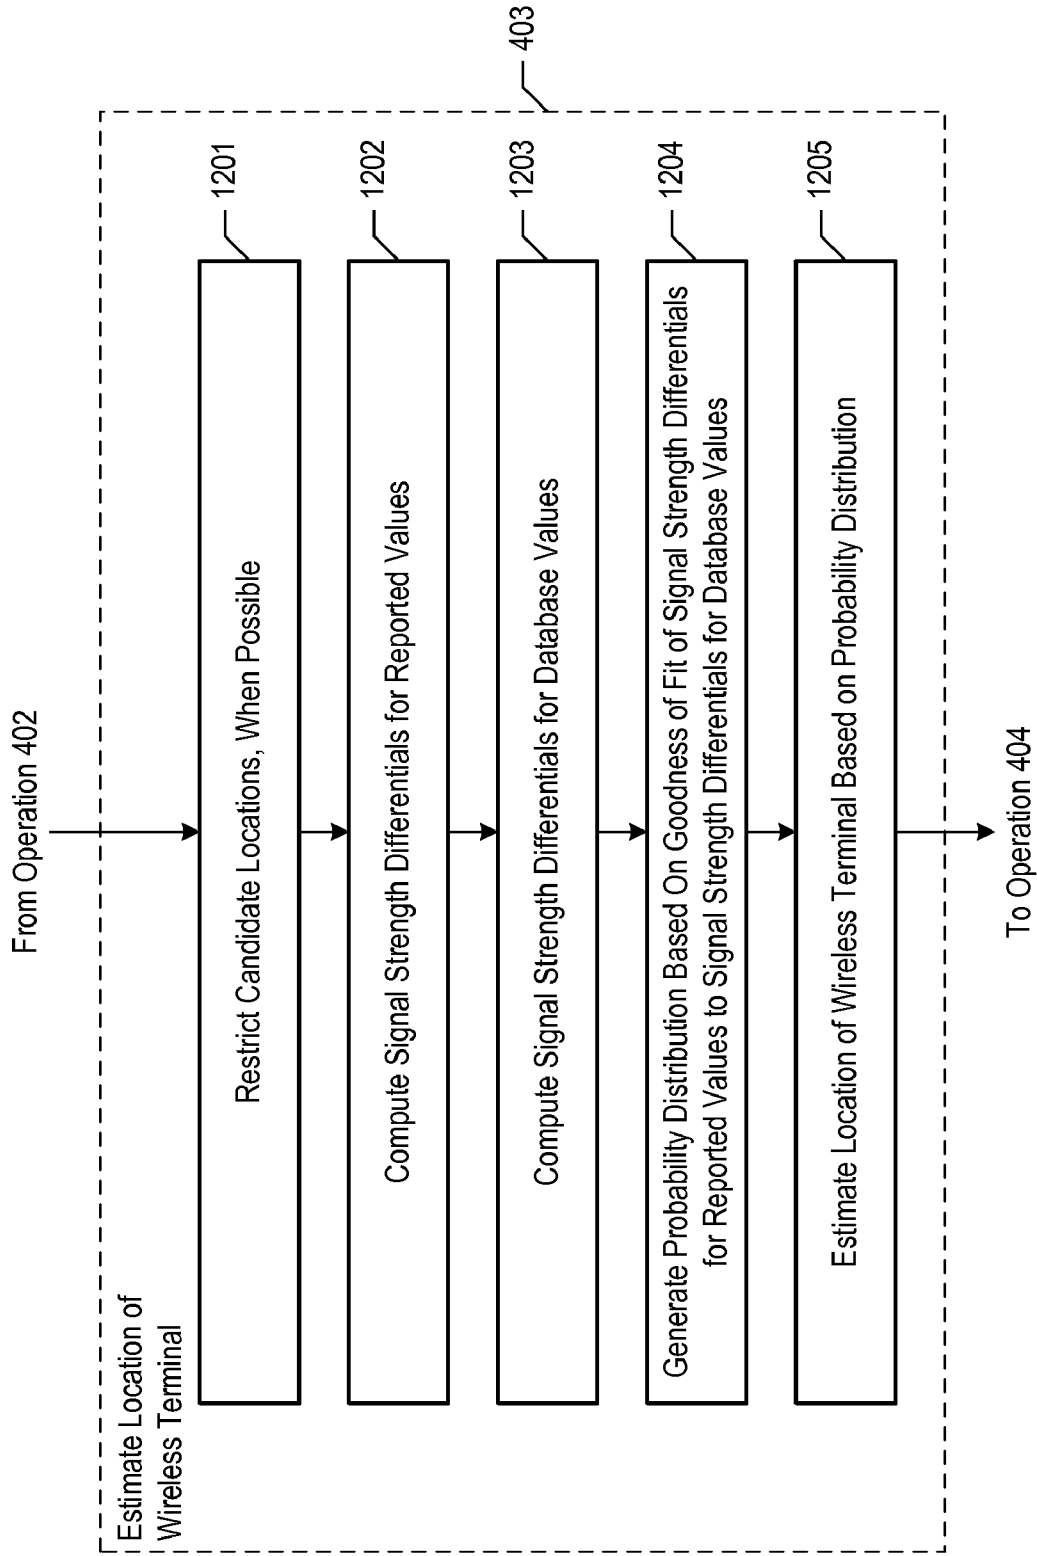 From Operation 402
Estimate Location of
Wireless Terminal
403
Restrict Candidate Locations, When Possible
1201
Compute Signal Strength Differentials for Reported Values
1202
Compute Signal Strength Differentials for Database Values
1203
Generate Probability Distribution Based On Goodness of Fit of Signal Strength Differentials
for Reported Values to Signal Strength Differentials for Database Values
1204
Estimate Location of Wireless Terminal Based on Probability Distribution
1205
To Operation 404